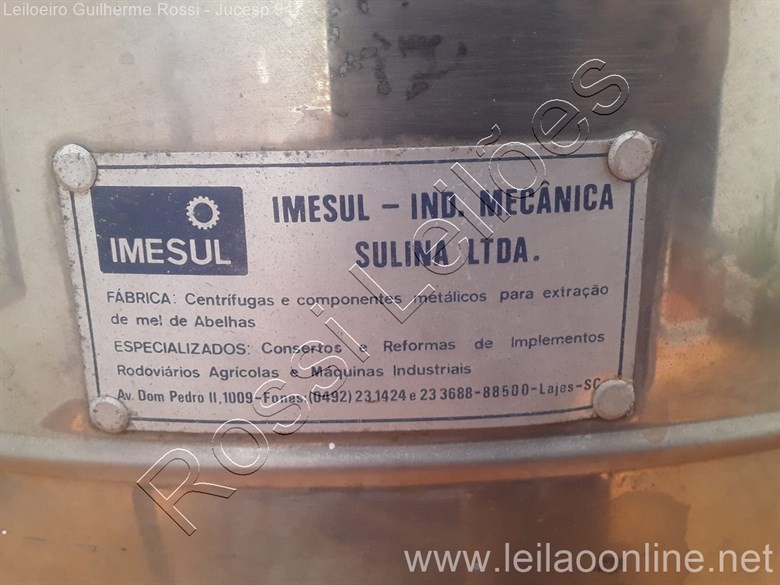 Leiloeiro Guilherme Rossi - Jucesp
IMESUL
IMESUL - IND. MECÂNICA
SULINA LTDA.
FÁBRICA: Centrífugas e componentes metálicos para extração
de mel de Abelhas
ESPECIALIZADOS: Consertos e Reformas de Implementos
Rodoviários Agrícolas e Máquinas Industriais
Av. Dom Pedro II, 1009-Fones:(0492) 23.1424 e 23 3688-88500-Lajes-SC
Rossi Leilões
www.leilaoonline.net